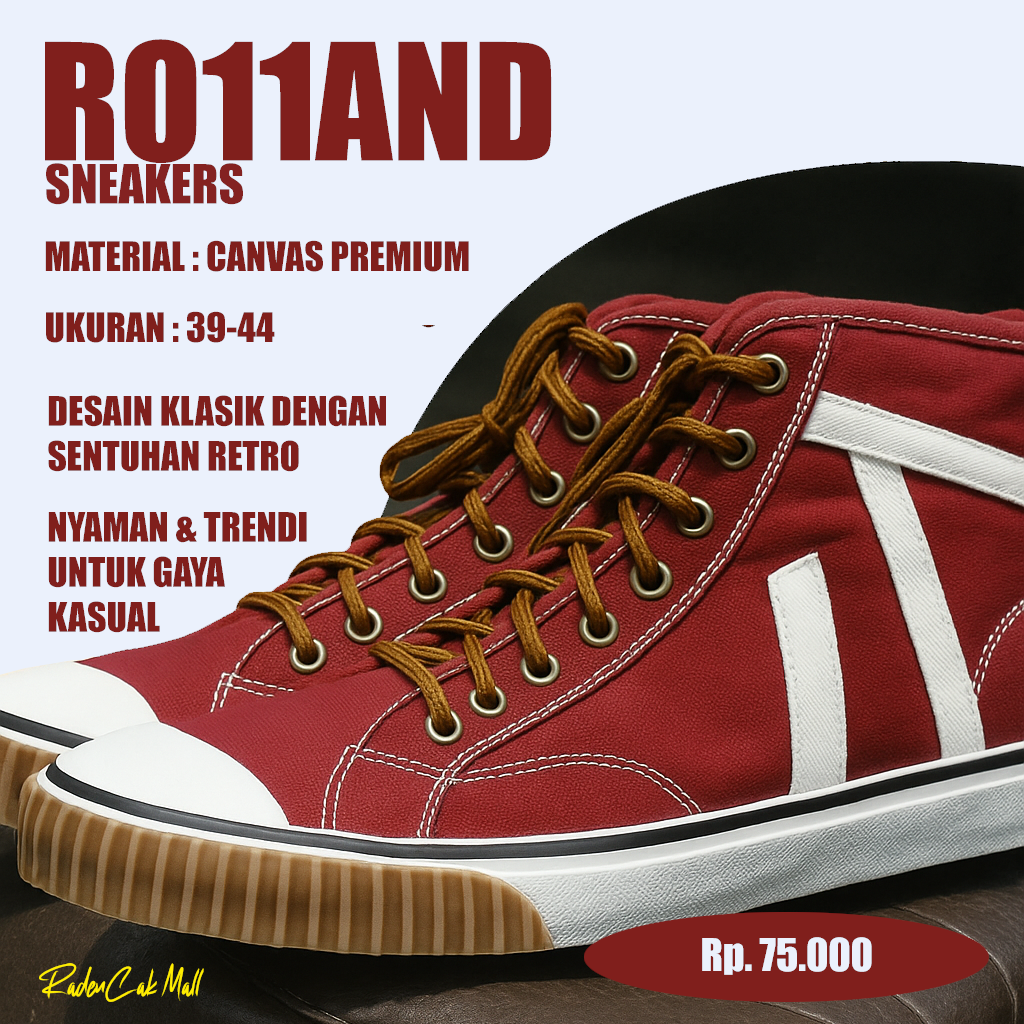 RO11AND
SNEAKERS
MATERIAL : CANVAS PREMIUM
UKURAN : 39-44
DESAIN KLASIK DENGAN
SENTUHAN RETRO
NYAMAN & TRENDI
UNTUK GAYA
KASUAL
Rp. 75.000
RadenCak Mall